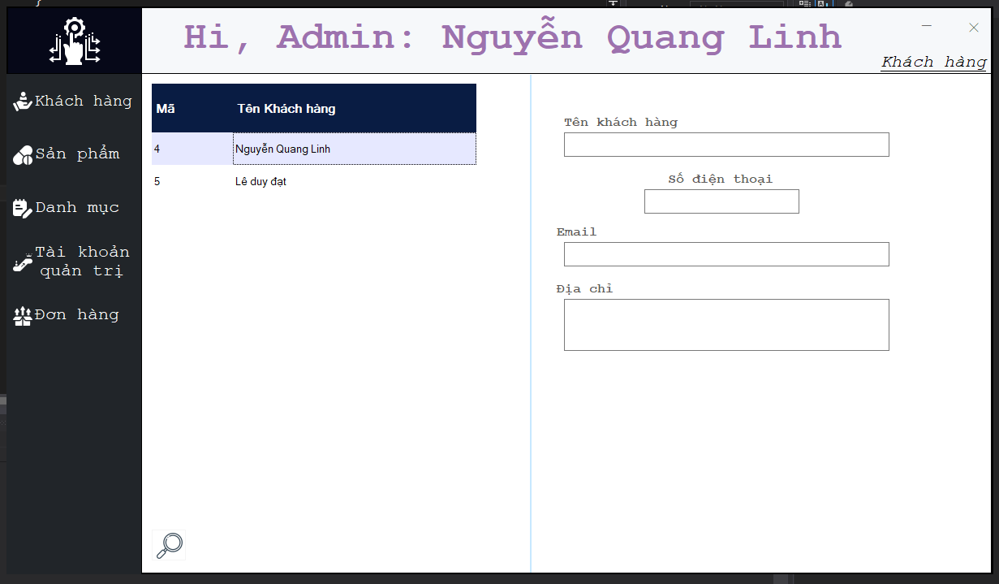 Hi, Admin: Nguyễn Quang Linh
Khách hàng
Khách hàng
Sản phẩm
Danh mục
Tài khoản
quản trị
Đơn hàng
Mã Tên Khách hàng
4 Nguyễn Quang Linh
5 Lê duy đạt
Tên khách hàng
Số điện thoại
Email
Địa chỉ